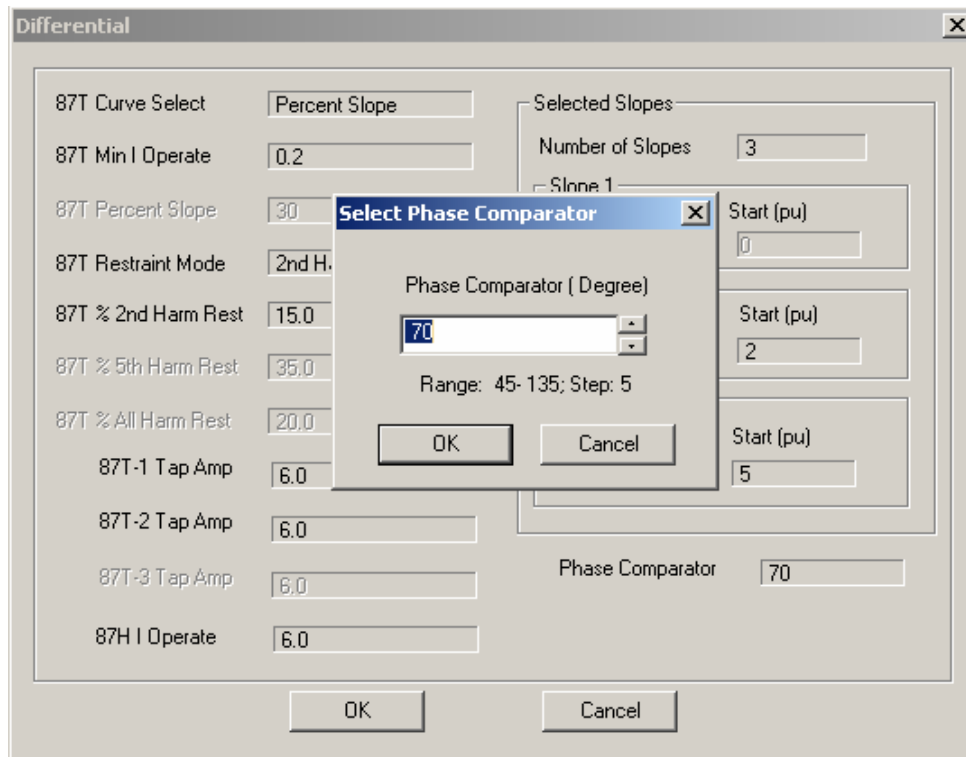 Differential
87T Curve Select Percent Slope
87T Min I Operate 0.2
87T Percent Slope 30
87T Restraint Mode 2nd H
87T % 2nd Harm Rest 15.0
87T % 5th Harm Rest 35.0
87T % All Harm Rest 20.0
87T-1 Tap Amp 6.0
87T-2 Tap Amp 6.0
87T-3 Tap Amp 6.0
87H I Operate 6.0
Selected Slopes
Number of Slopes 3
Slope 1
Start (pu)
0
Start (pu)
2
Start (pu)
5
Phase Comparator 70
Select Phase Comparator
Phase Comparator ( Degree)
70
Range: 45- 135; Step: 5
OK Cancel
OK Cancel